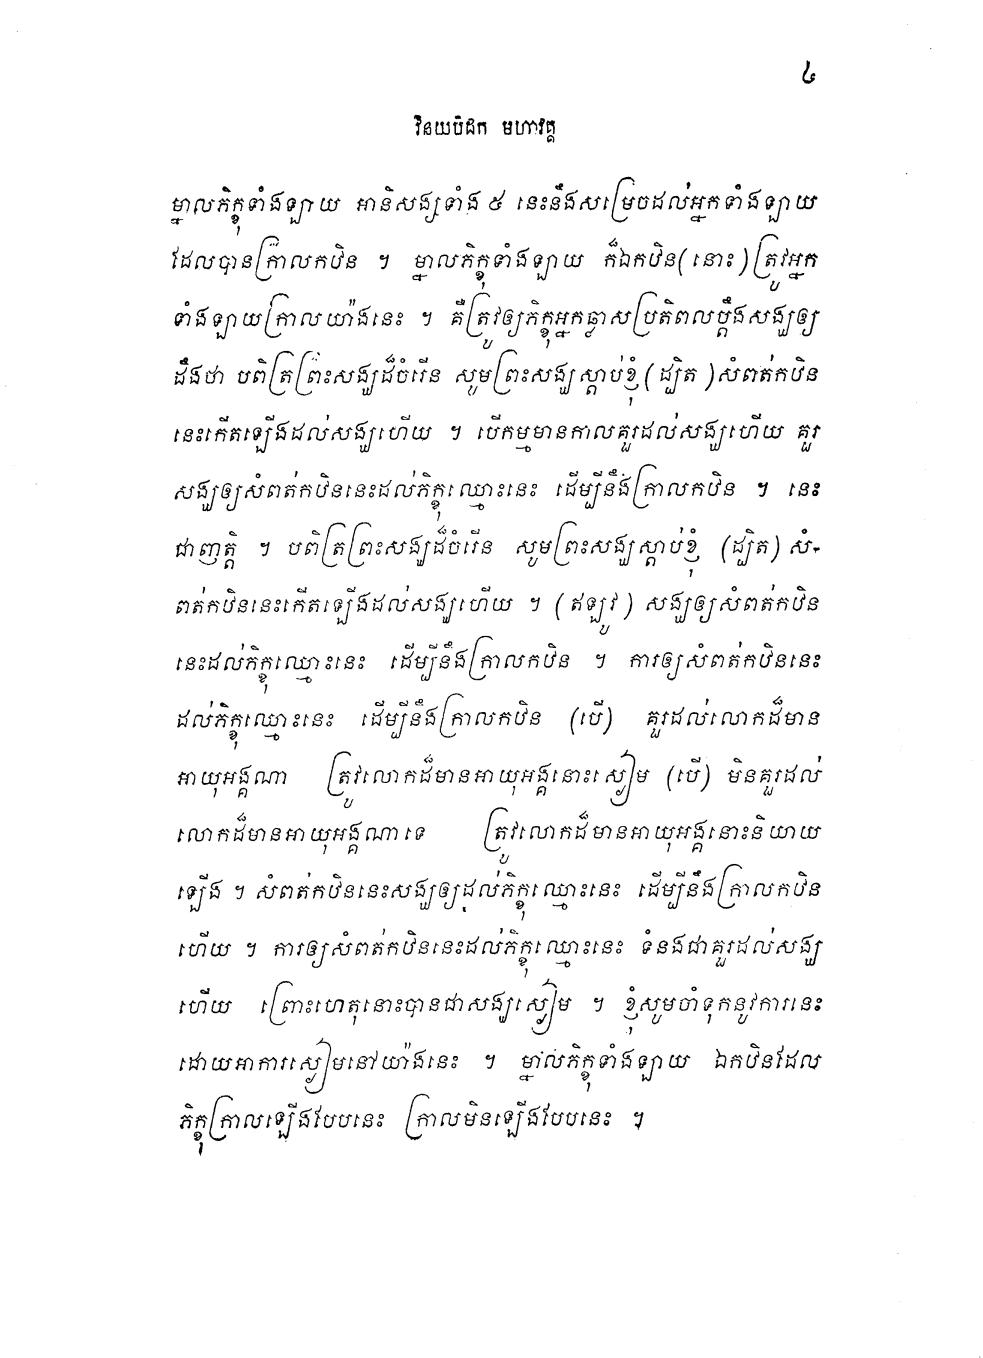 ៤
វិនយបិដក មហាវគ្គ
ម្នាលភិក្ខុទាំងឡាយ អានិសង្សទាំង ៥ នេះនឹងសម្រេចដល់អ្នកទាំងឡាយ
ដែលបានក្រាលកឋិន ។ ម្នាលភិក្ខុទាំងឡាយ ក៏ឯកឋិន(នោះ)ត្រូវអ្នក
ទាំងឡាយក្រាលយ៉ាងនេះ ។ គឺត្រូវឲ្យភិក្ខុអ្នកឆ្លាសប្រតិពលប្តឹងសង្ឃឲ្យ
ដឹងថា បពិត្រព្រះសង្ឃដ៏ចំរើន សូមព្រះសង្ឃស្តាប់ខ្ញុំ(ដ្បិត)សំពត់កឋិន
នេះកើតឡើងដល់សង្ឃហើយ ។ បើកម្មមានកាលគួរដល់សង្ឃហើយ គួរ
សង្ឃឲ្យសំពត់កឋិននេះដល់ភិក្ខុឈ្មោះនេះ ដើម្បីនឹងក្រាលកឋិន ។ នេះ
ជាញត្តិ ។ បពិត្រព្រះសង្ឃដ៏ចំរើន សូមព្រះសង្ឃស្តាប់ខ្ញុំ (ដ្បិត) សំ-
ពត់កឋិននេះកើតឡើងដល់សង្ឃហើយ ។ (ឥឡូវ) សង្ឃឲ្យសំពត់កឋិន
នេះដល់ភិក្ខុឈ្មោះនេះ ដើម្បីនឹងក្រាលកឋិន ។ ការឲ្យសំពត់កឋិននេះ
ដល់ភិក្ខុឈ្មោះនេះ ដើម្បីនឹងក្រាលកឋិន (បើ) គួរដល់លោកដ៏មាន
អាយុអង្គណា ត្រូវលោកដ៏មានអាយុអង្គនោះស្ងៀម (បើ) មិនគួរដល់
លោកដ៏មានអាយុអង្គណាទេ ត្រូវលោកដ៏មានអាយុអង្គនោះនិយាយ
ឡើង ។ សំពត់កឋិននេះសង្ឃឲ្យដល់ភិក្ខុឈ្មោះនេះ ដើម្បីនឹងក្រាលកឋិន
ហើយ ។ ការឲ្យសំពត់កឋិននេះដល់ភិក្ខុឈ្មោះនេះ ទំនងជាគួរដល់សង្ឃ
ហើយ ព្រោះហេតុនោះបានជាសង្ឃស្ងៀម ។ ខ្ញុំសូមចាំទុកនូវការនេះ
ដោយអាការស្ងៀមនៅយ៉ាងនេះ ។ ម្នាលភិក្ខុទាំងឡាយ ឯកឋិនដែល
ភិក្ខុក្រាលឡើងបែបនេះ ក្រាលមិនឡើងបែបនេះ ។